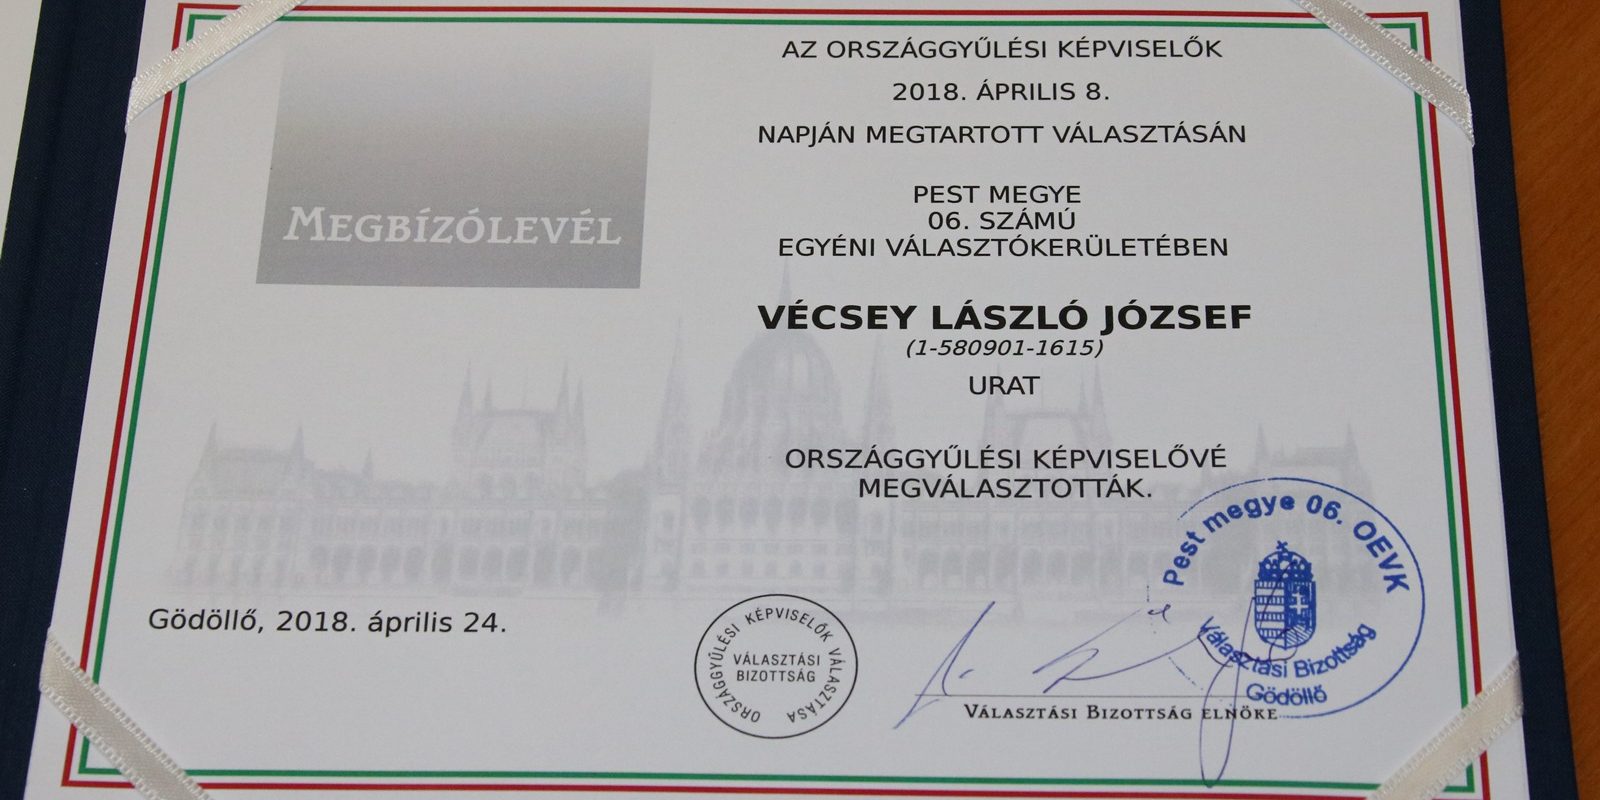 MEGBÍZÓLEVÉL
AZ ORSZÁGGYŰLÉSI KÉPVISELŐK
2018. ÁPRILIS 8.
NAPJÁN MEGTARTOTT VÁLASZTÁSÁN
PEST MEGYE
06. SZÁMÚ
EGYÉNI VÁLASZTÓKERÜLETÉBEN
VÉCSEY LÁSZLÓ JÓZSEF
(1-580901-1615)
URAT
ORSZÁGGYŰLÉSI KÉPVISELŐVÉ
MEGVÁLASZTOTTÁK.
Gödöllő, 2018. április 24.
ORSZÁGGYŰLÉSI KÉPVISELŐK VÁLASZTÁSA
VÁLASZTÁSI
BIZOTTSÁG
Pest megye 06. OEVK
Választási Bizottság
Gödöllő
VÁLASZTÁSI BIZOTTSÁG ELNÖKE